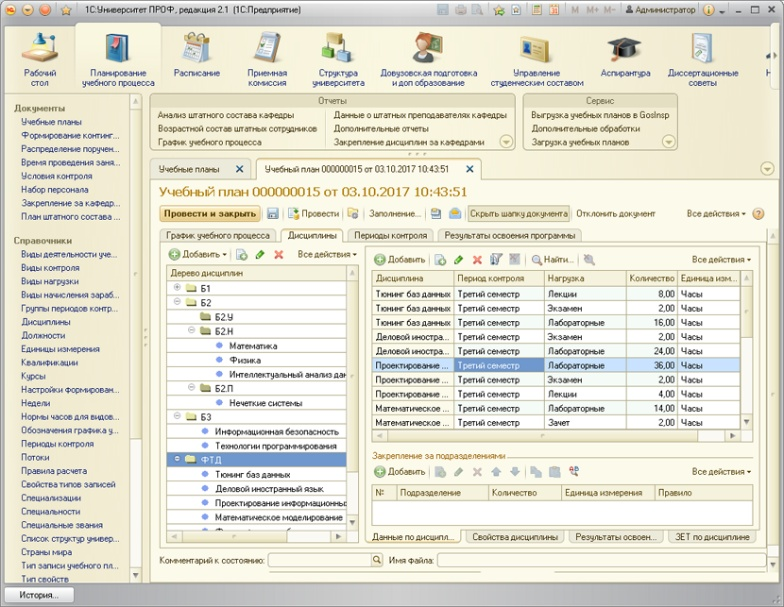 1С:Университет ПРОФ, редакция 2.1 (1С:Предприятие)
M M+ M-
Администратор
Рабочий стол
Планирование учебного процесса
Расписание
Приемная комиссия
Структура университета
Довузовская подготовка и доп образование
Управление студенческим составом
Аспирантура
Диссертационные советы
Документы
Учебные планы
Формирование континг...
Распределение поручен...
Время проведения заня...
Условия контроля
Набор персонала
Закрепление за кафедр...
План штатного состава ...
Справочники
Виды деятельности уче...
Виды контроля
Виды нагрузки
Виды начисления зараб...
Группы периодов контр...
Дисциплины
Должности
Единицы измерения
Квалификации
Курсы
Настройки формирован...
Недели
Нормы часов для видов...
Обозначения графика у...
Периоды контроля
Потоки
Правила расчета
Свойства типов записей
Специализации
Специальности
Специальные звания
Список структур универ...
Страны мира
Тип записи учебного пл...
Тип свойств
Отчеты
Анализ штатного состава кафедры
Возрастной состав штатных сотрудников
График учебного процесса
Данные о штатных преподавателях кафедры
Дополнительные отчеты
Закрепление дисциплин за кафедрами
Сервис
Выгрузка учебных планов в GosInsp
Дополнительные обработки
Загрузка учебных планов
Учебные планы
Учебный план 000000015 от 03.10.2017 10:43:51
Учебный план 000000015 от 03.10.2017 10:43:51
Провести и закрыть
Провести
Заполнение...
Скрыть шапку документа
Отклонить документ
Все действия
График учебного процесса
Дисциплины
Периоды контроля
Результаты освоения программы
Добавить
Все действия
Дерево дисциплин
Б1
Б2
Б2.У
Б2.Н
Математика
Физика
Интеллектуальный анализ дан
Б2.П
Нечеткие системы
Б3
Информационная безопасность
Технологии программирования
ФТД
Тюнинг баз данных
Деловой иностранный язык
Проектирование информационных
Математическое моделирование
Добавить
Найти...
Все действия
Дисциплина Период контроля Нагрузка Количество Единица изм...
Тюнинг баз данных Третий семестр Лекции 8,00 Часы
Тюнинг баз данных Третий семестр Экзамен 2,00 Часы
Тюнинг баз данных Третий семестр Лабораторные 16,00 Часы
Деловой иностра... Третий семестр Экзамен 2,00 Часы
Деловой иностра... Третий семестр Лабораторные 24,00 Часы
Проектирование ... Третий семестр Лабораторные 36,00 Часы
Проектирование ... Третий семестр Экзамен 2,00 Часы
Проектирование ... Третий семестр Лекции 4,00 Часы
Математическое ... Третий семестр Лабораторные 14,00 Часы
Математическое ... Третий семестр Зачет 2,00 Часы
Закрепление за подразделениями
Добавить
Все действия
№ Подразделение Количество Единица измерения Правило
Данные по дисципл...
Свойства дисциплины
Результаты освоен...
ЗЕТ по дисциплине
Комментарий к состоянию:
Имя файла:
История...